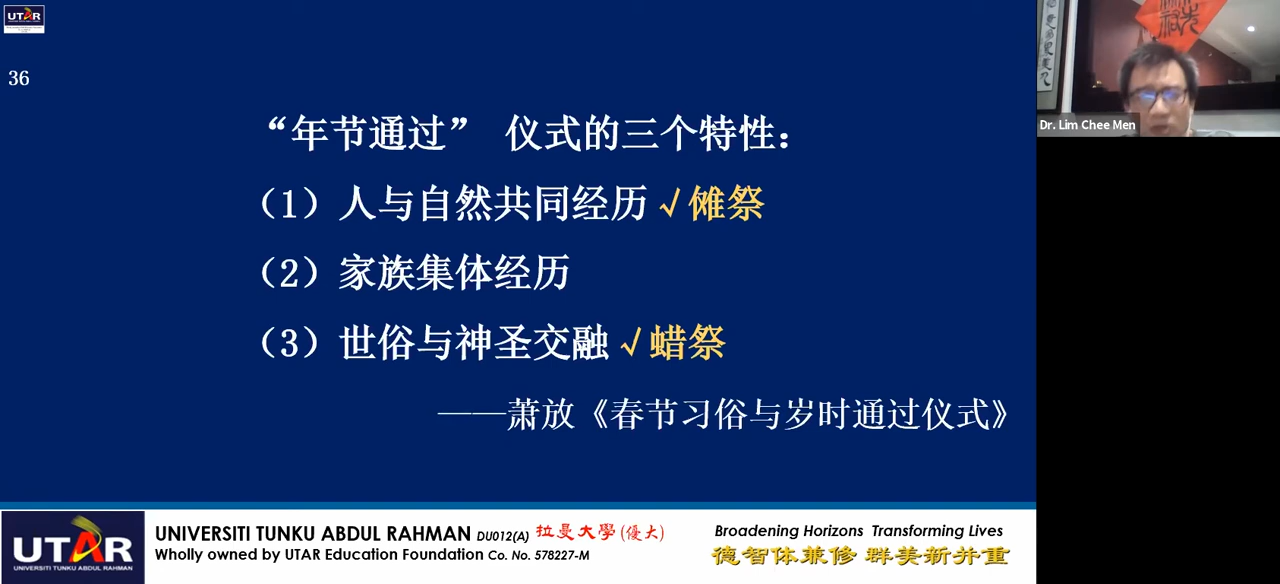 UTAR
36
“年节通过” 仪式的三个特性：
（1）人与自然共同经历 √傩祭
（2）家族集体经历
（3）世俗与神圣交融 √蜡祭
——萧放《春节习俗与岁时通过仪式》
Dr. Lim Chee Men
UTAR
UNIVERSITI TUNKU ABDUL RAHMAN
UNIVERSITI TUNKU ABDUL RAHMAN DU012(A) 拉曼大學(優大)
Wholly owned by UTAR Education Foundation Co. No. 578227-M
Broadening Horizons Transforming Lives
德智体兼修 群美新并重